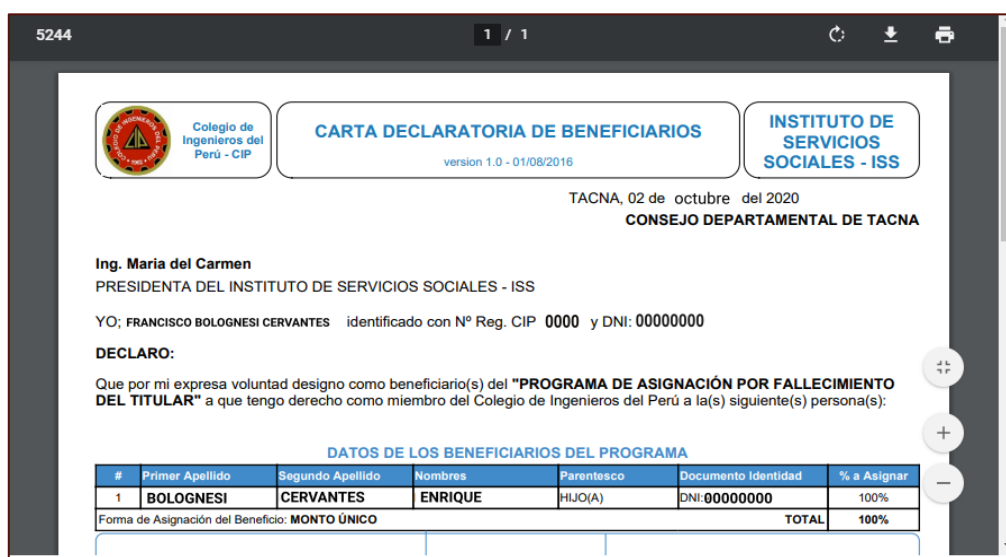 5244 1 / 1
Colegio de
Ingenieros del
Perú - CIP
CARTA DECLARATORIA DE BENEFICIARIOS
version 1.0 - 01/08/2016
INSTITUTO DE
SERVICIOS
SOCIALES - ISS
TACNA, 02 de octubre del 2020
CONSEJO DEPARTAMENTAL DE TACNA
Ing. Maria del Carmen
PRESIDENTA DEL INSTITUTO DE SERVICIOS SOCIALES - ISS
YO; FRANCISCO BOLOGNESI CERVANTES identificado con Nº Reg. CIP 0000 y DNI: 00000000
DECLARO:
Que por mi expresa voluntad designo como beneficiario(s) del "PROGRAMA DE ASIGNACIÓN POR FALLECIMIENTO
DEL TITULAR" a que tengo derecho como miembro del Colegio de Ingenieros del Perú a la(s) siguiente(s) persona(s):
DATOS DE LOS BENEFICIARIOS DEL PROGRAMA
# Primer Apellido Segundo Apellido Nombres Parentesco Documento Identidad % a Asignar
1 BOLOGNESI CERVANTES ENRIQUE HIJO(A) DNI:00000000 100%
Forma de Asignación del Beneficio: MONTO ÚNICO TOTAL 100%